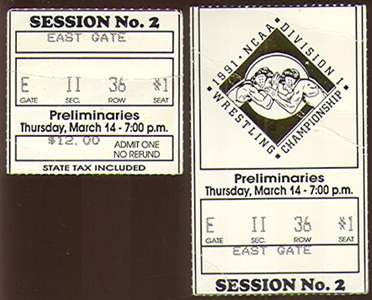 SESSION No. 2
EAST GATE
E II 36 *1
GATE SEC. ROW SEAT
Preliminaries
Thursday, March 14 - 7:00 p.m.
$12.00 ADMIT ONE
NO REFUND
STATE TAX INCLUDED
1991 · NCAA DIVISION I
WRESTLING CHAMPIONSHIP
Preliminaries
Thursday, March 14 - 7:00 p.m.
E II 36 *1
GATE SEC. ROW SEAT
EAST GATE
SESSION No. 2